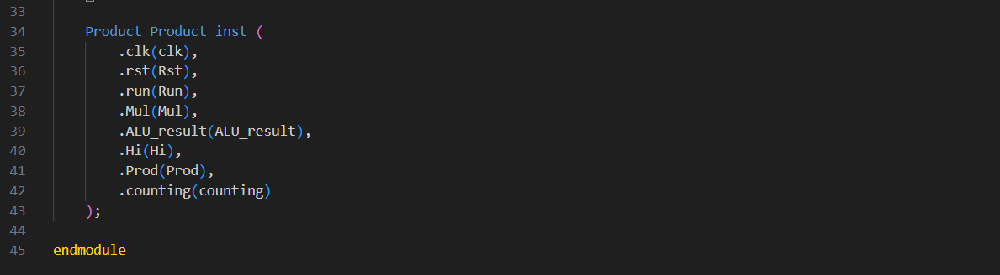 33
34 Product Product_inst (
35 .clk(clk),
36 .rst(Rst),
37 .run(Run),
38 .Mul(Mul),
39 .ALU_result(ALU_result),
40 .Hi(Hi),
41 .Prod(Prod),
42 .counting(counting)
43 );
44
45 endmodule